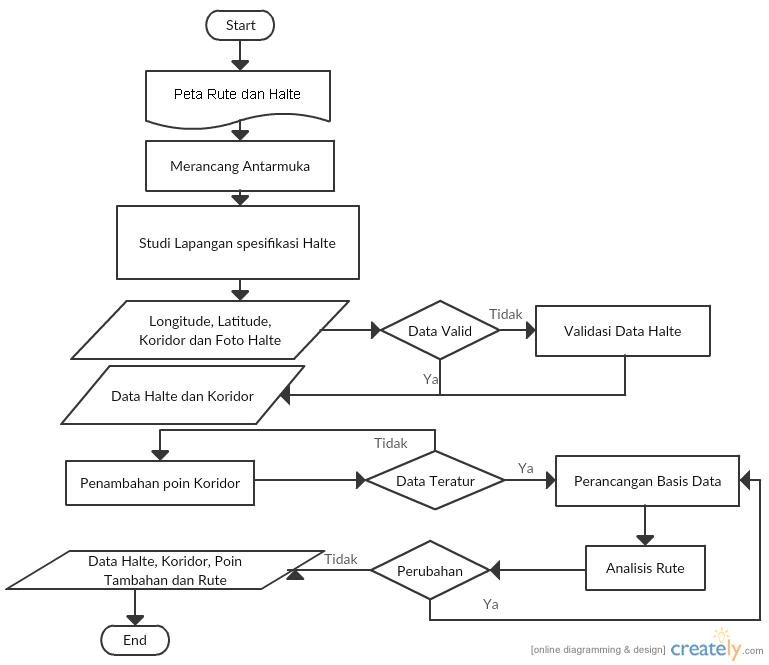 Start
Peta Rute dan Halte
Merancang Antarmuka
Studi Lapangan spesifikasi Halte
Longitude, Latitude,
Koridor dan Foto Halte
Data Valid
Tidak
Validasi Data Halte
Ya
Data Halte dan Koridor
Tidak
Penambahan poin Koridor
Data Teratur
Ya
Perancangan Basis Data
Analisis Rute
Perubahan
Tidak
Ya
Data Halte, Koridor, Poin
Tambahan dan Rute
End
[online diagramming & design] creately.com